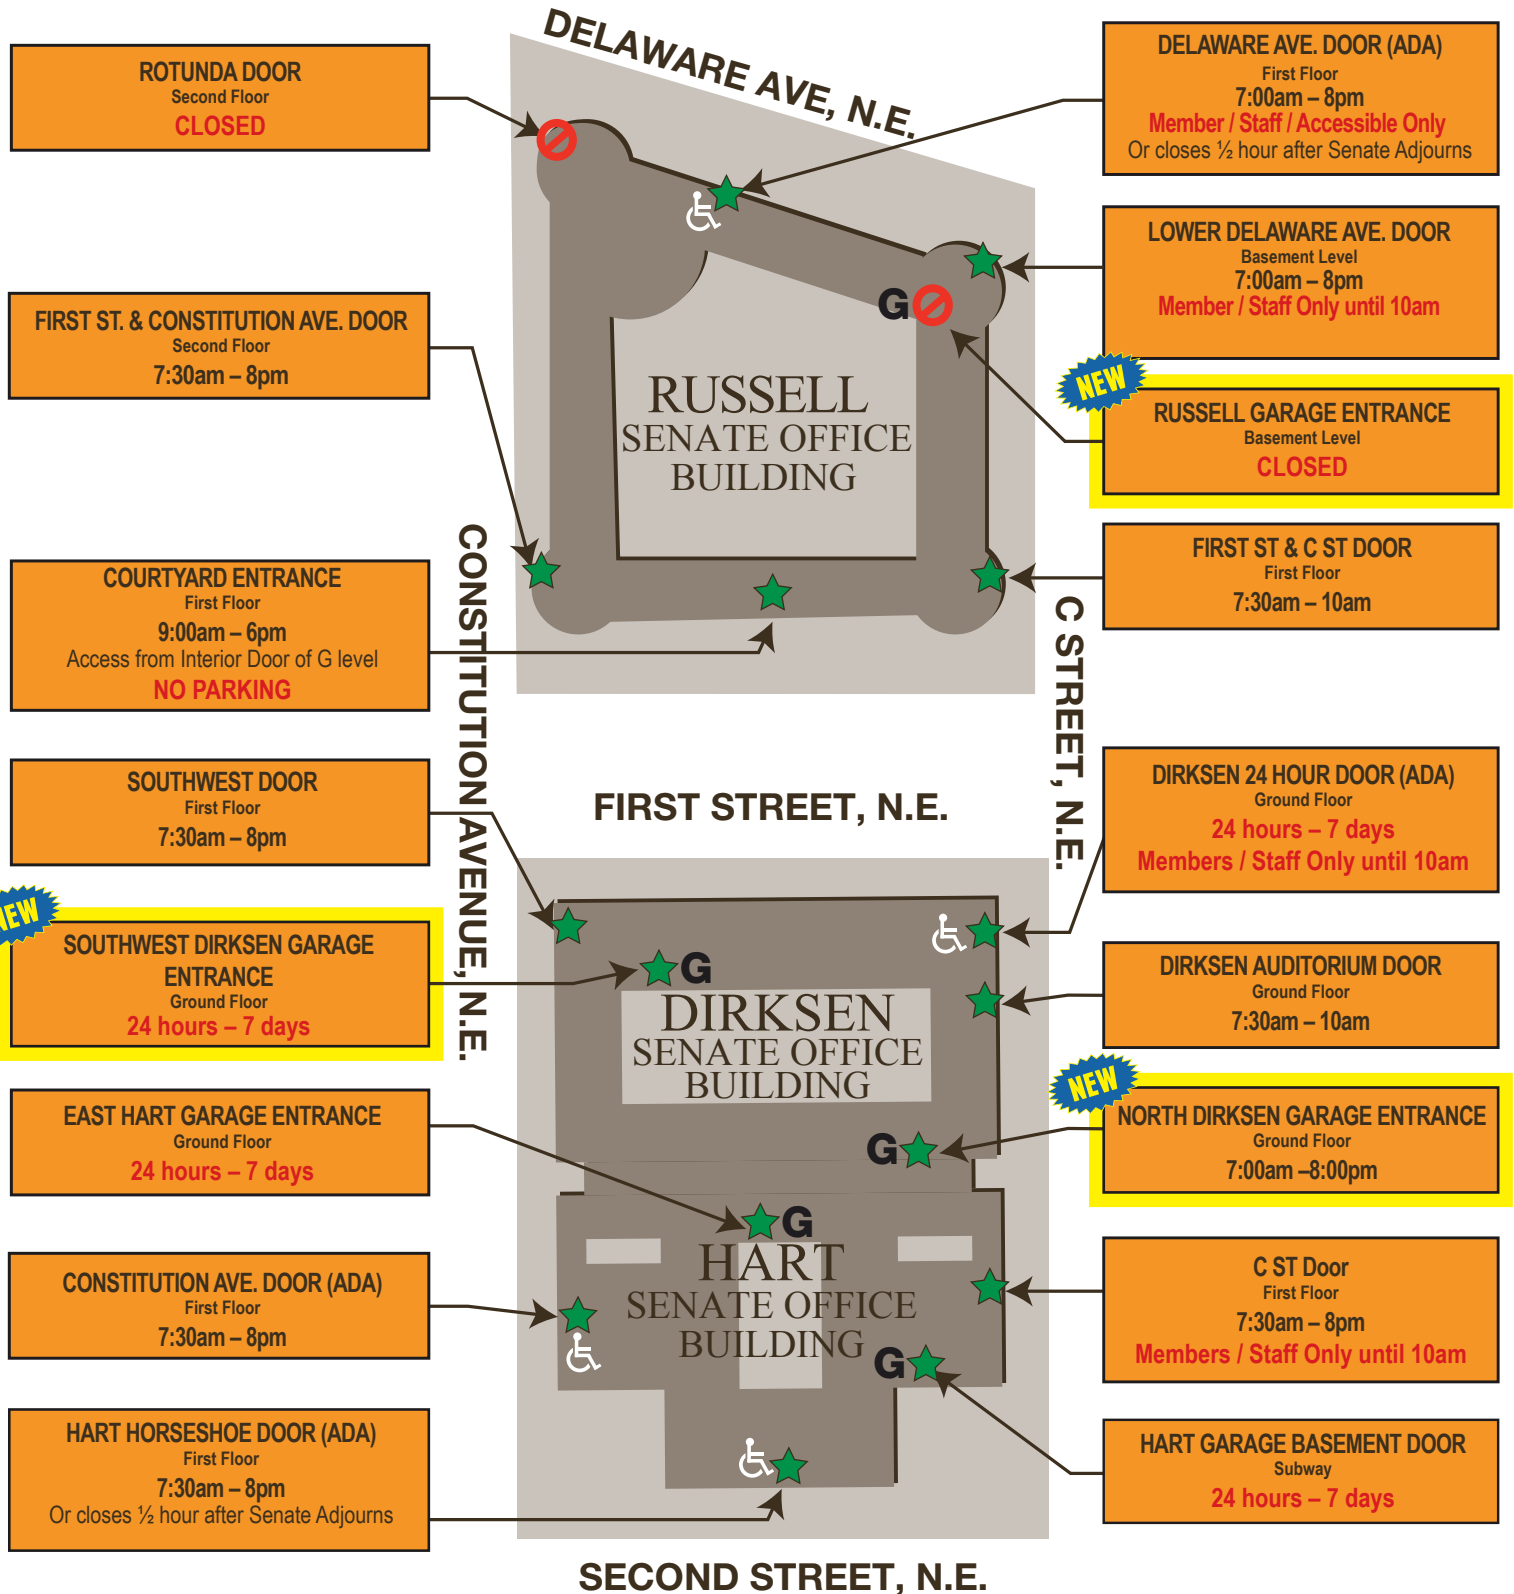 DELAWARE AVE, N.E.
ROTUNDA DOOR
Second Floor
CLOSED
FIRST ST. & CONSTITUTION AVE. DOOR
Second Floor
7:30am – 8pm
COURTYARD ENTRANCE
First Floor
9:00am – 6pm
Access from Interior Door of G level
NO PARKING
SOUTHWEST DOOR
First Floor
7:30am – 8pm
NEW
SOUTHWEST DIRKSEN GARAGE
ENTRANCE
Ground Floor
24 hours – 7 days
EAST HART GARAGE ENTRANCE
Ground Floor
24 hours – 7 days
CONSTITUTION AVE. DOOR (ADA)
First Floor
7:30am – 8pm
HART HORSESHOE DOOR (ADA)
First Floor
7:30am – 8pm
Or closes ½ hour after Senate Adjourns
CONSTITUTION AVENUE, N.E.
G
RUSSELL
SENATE OFFICE
BUILDING
FIRST STREET, N.E.
G
DIRKSEN
SENATE OFFICE
BUILDING
G
G
HART
SENATE OFFICE
BUILDING
G
SECOND STREET, N.E.
C STREET, N.E.
DELAWARE AVE. DOOR (ADA)
First Floor
7:00am – 8pm
Member / Staff / Accessible Only
Or closes ½ hour after Senate Adjourns
LOWER DELAWARE AVE. DOOR
Basement Level
7:00am – 8pm
Member / Staff Only until 10am
NEW
RUSSELL GARAGE ENTRANCE
Basement Level
CLOSED
FIRST ST & C ST DOOR
First Floor
7:30am – 10am
DIRKSEN 24 HOUR DOOR (ADA)
Ground Floor
24 hours – 7 days
Members / Staff Only until 10am
DIRKSEN AUDITORIUM DOOR
Ground Floor
7:30am – 10am
NEW
NORTH DIRKSEN GARAGE ENTRANCE
Ground Floor
7:00am –8:00pm
C ST Door
First Floor
7:30am – 8pm
Members / Staff Only until 10am
HART GARAGE BASEMENT DOOR
Subway
24 hours – 7 days